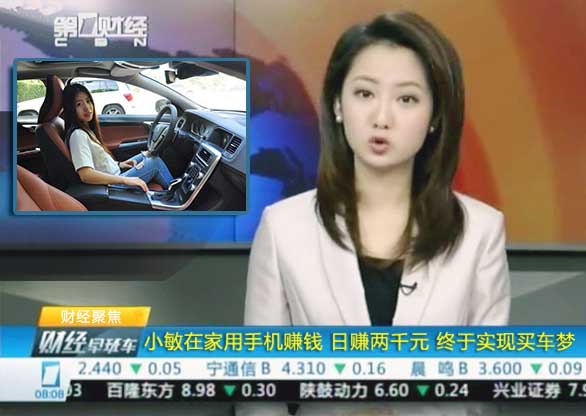 第1财经
CBN
财经聚焦
财经早班车
小敏在家用手机赚钱 日赚两千元 终于实现买车梦
2.440 ▼ 0.05 宁通信B 4.310 ▼ 0.16 晨 鸣 B 3.600 ▼ 0.09
08:08
03 百隆东方 8.98 ▼ 0.30 陕鼓动力 6.60 ▼ 0.24 兴业证券 7